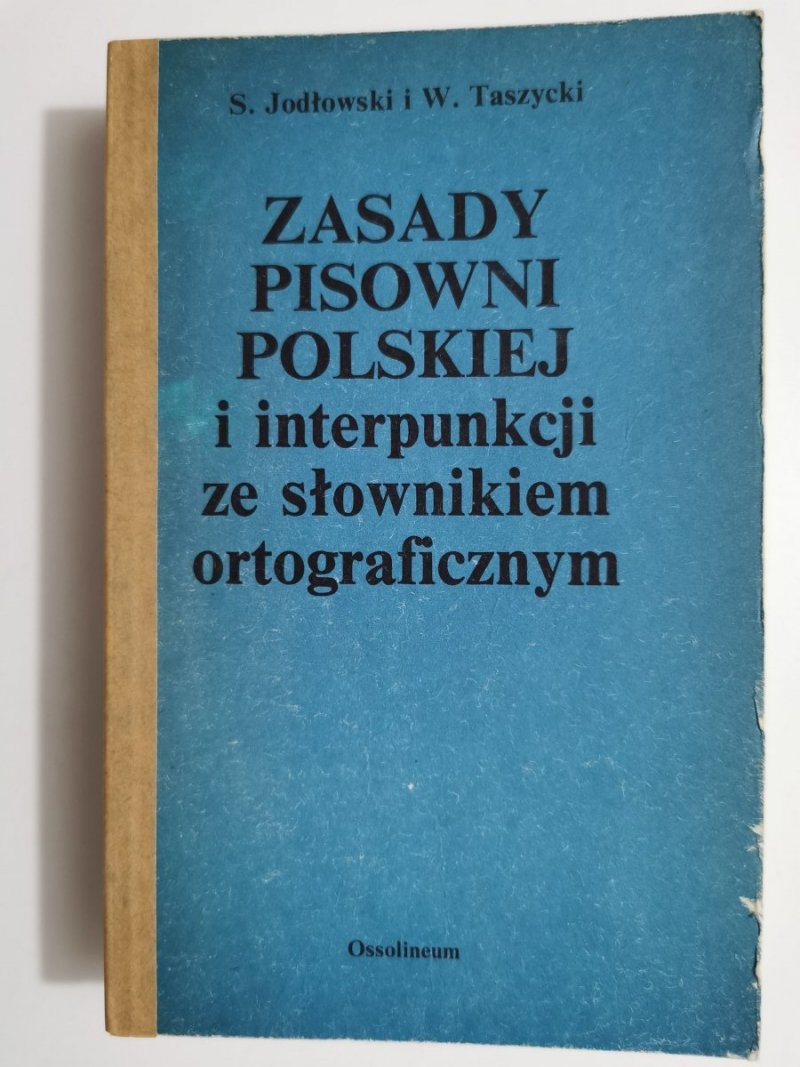 S. Jodłowski i W. Taszycki
ZASADY
PISOWNI
POLSKIEJ
i interpunkcji
ze słownikiem
ortograficznym
Ossolineum